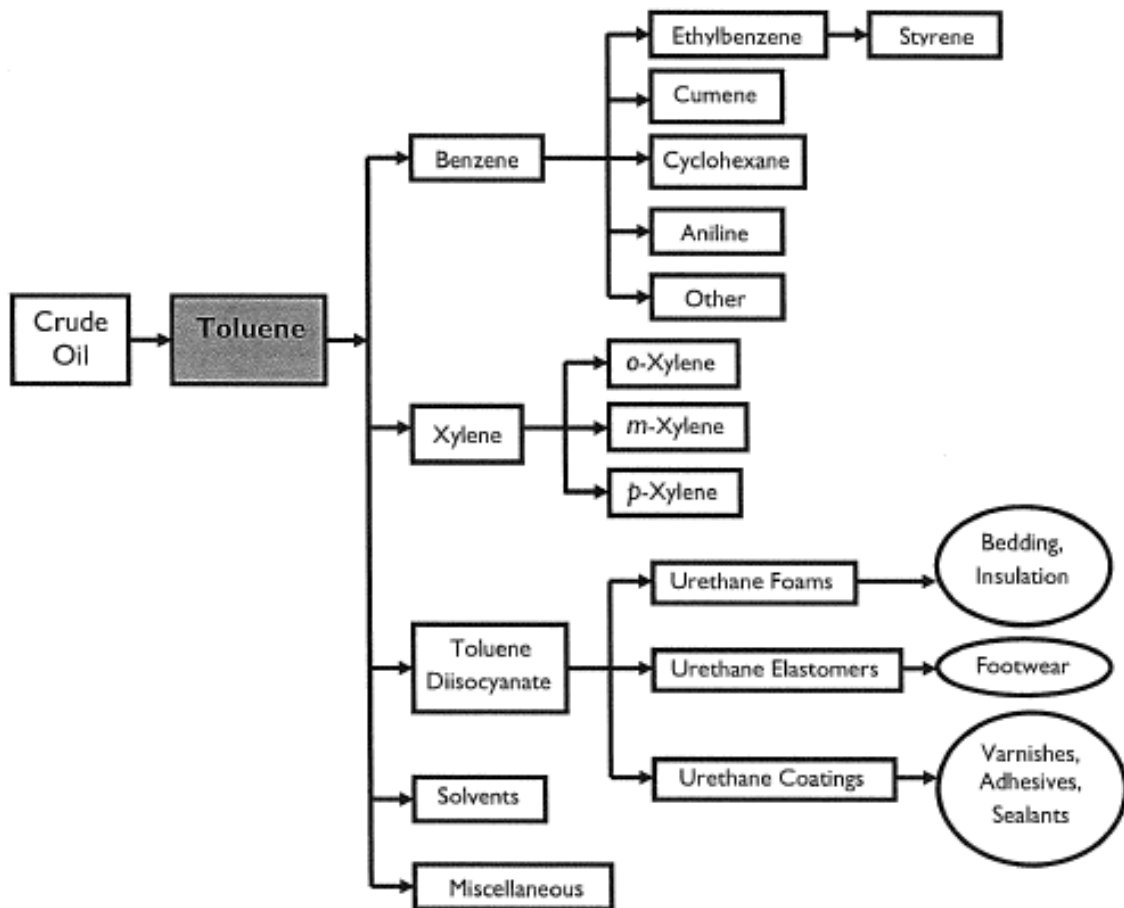 Crude
Oil
Toluene
Benzene
Ethylbenzene
Styrene
Cumene
Cyclohexane
Aniline
Other
Xylene
o-Xylene
m-Xylene
p-Xylene
Toluene
Diisocyanate
Urethane Foams
Bedding,
Insulation
Urethane Elastomers
Footwear
Urethane Coatings
Varnishes,
Adhesives,
Sealants
Solvents
Miscellaneous